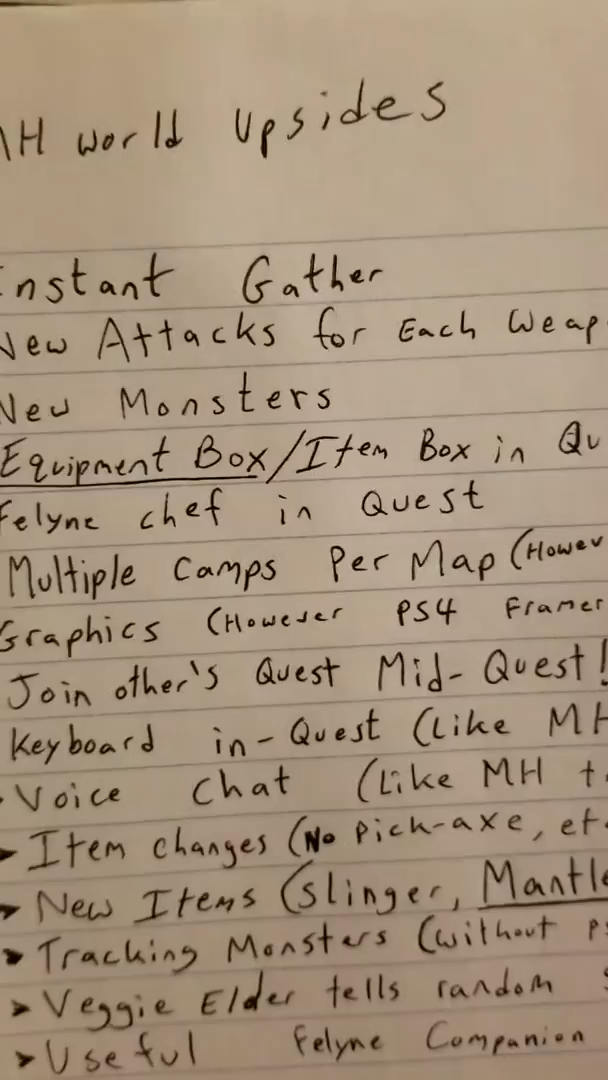 MH World Upsides
Instant Gather
New Attacks for Each Weap
New Monsters
Equipment Box/Item Box in Qu
Felyne chef in Quest
Multiple Camps Per Map (Howev
Graphics (However PS4 Framer
Join other's Quest Mid-Quest!
Keyboard in-Quest (Like MH
Voice Chat (Like MH t
➤ Item changes (No Pick-axe, et
➤ New Items (Slinger, Mantle
➤ Tracking Monsters (without ps
➤ Veggie Elder tells random s
➤ Useful Felyne Companion